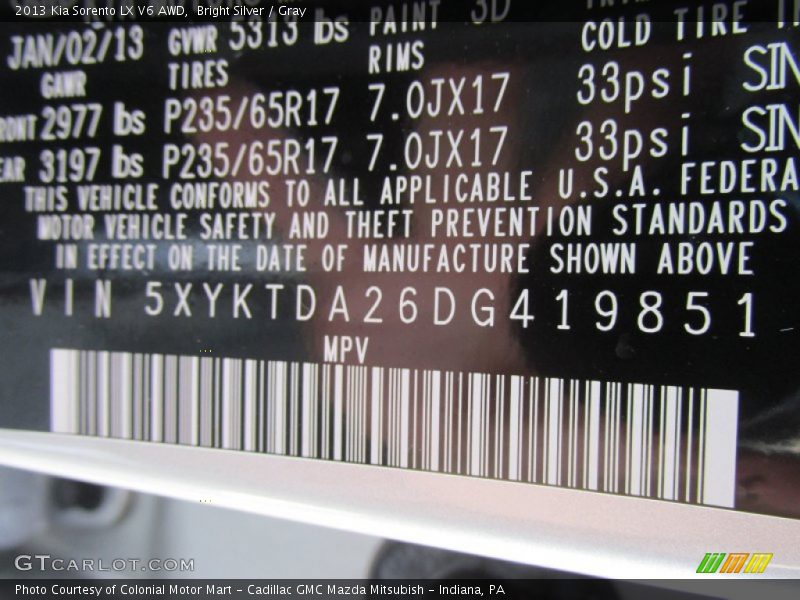 2013 Kia Sorento LX V6 AWD, Bright Silver / Gray
JAN/02/13 GVWR 5313 lbs PAINT 3D
GAWR TIRES RIMS COLD TIRE
2977 lbs P235/65R17 7.0JX17 33psi
3197 lbs P235/65R17 7.0JX17 33psi
THIS VEHICLE CONFORMS TO ALL APPLICABLE U.S.A. FEDERA
MOTOR VEHICLE SAFETY AND THEFT PREVENTION STANDARDS
IN EFFECT ON THE DATE OF MANUFACTURE SHOWN ABOVE
VIN 5XYKTDA26DG419851
MPV
GTCARLOT.COM
Photo Courtesy of Colonial Motor Mart - Cadillac GMC Mazda Mitsubish - Indiana, PA